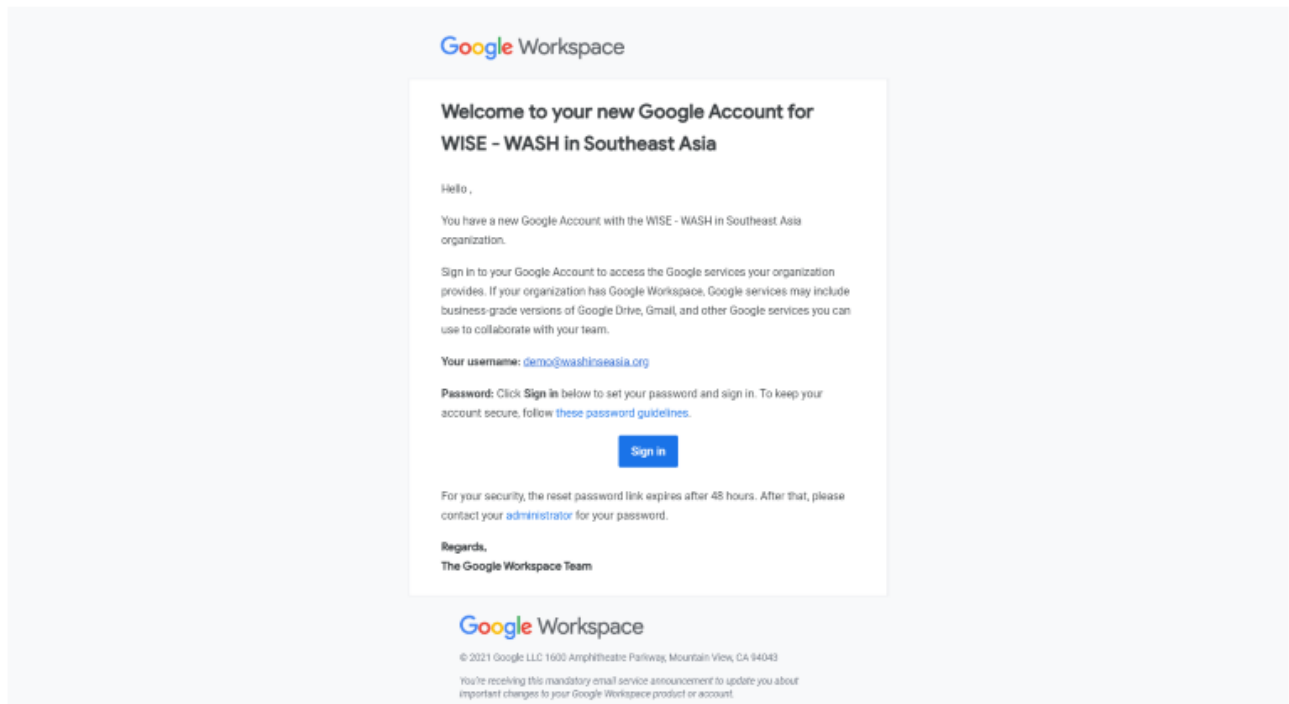 Google Workspace
Welcome to your new Google Account for
WISE - WASH in Southeast Asia
Hello ,
You have a new Google Account with the WISE - WASH in Southeast Asia
organization.
Sign in to your Google Account to access the Google services your organization
provides. If your organization has Google Workspace, Google services may include
business-grade versions of Google Drive, Gmail, and other Google services you can
use to collaborate with your team.
Your username: demo@washinseasia.org
Password: Click Sign in below to set your password and sign in. To keep your
account secure, follow these password guidelines.
Sign in
For your security, the reset password link expires after 48 hours. After that, please
contact your administrator for your password.
Regards,
The Google Workspace Team
Google Workspace
© 2021 Google LLC 1600 Amphitheatre Parkway, Mountain View, CA 94043
You're receiving this mandatory email service announcement to update you about
important changes to your Google Workspace product or account.